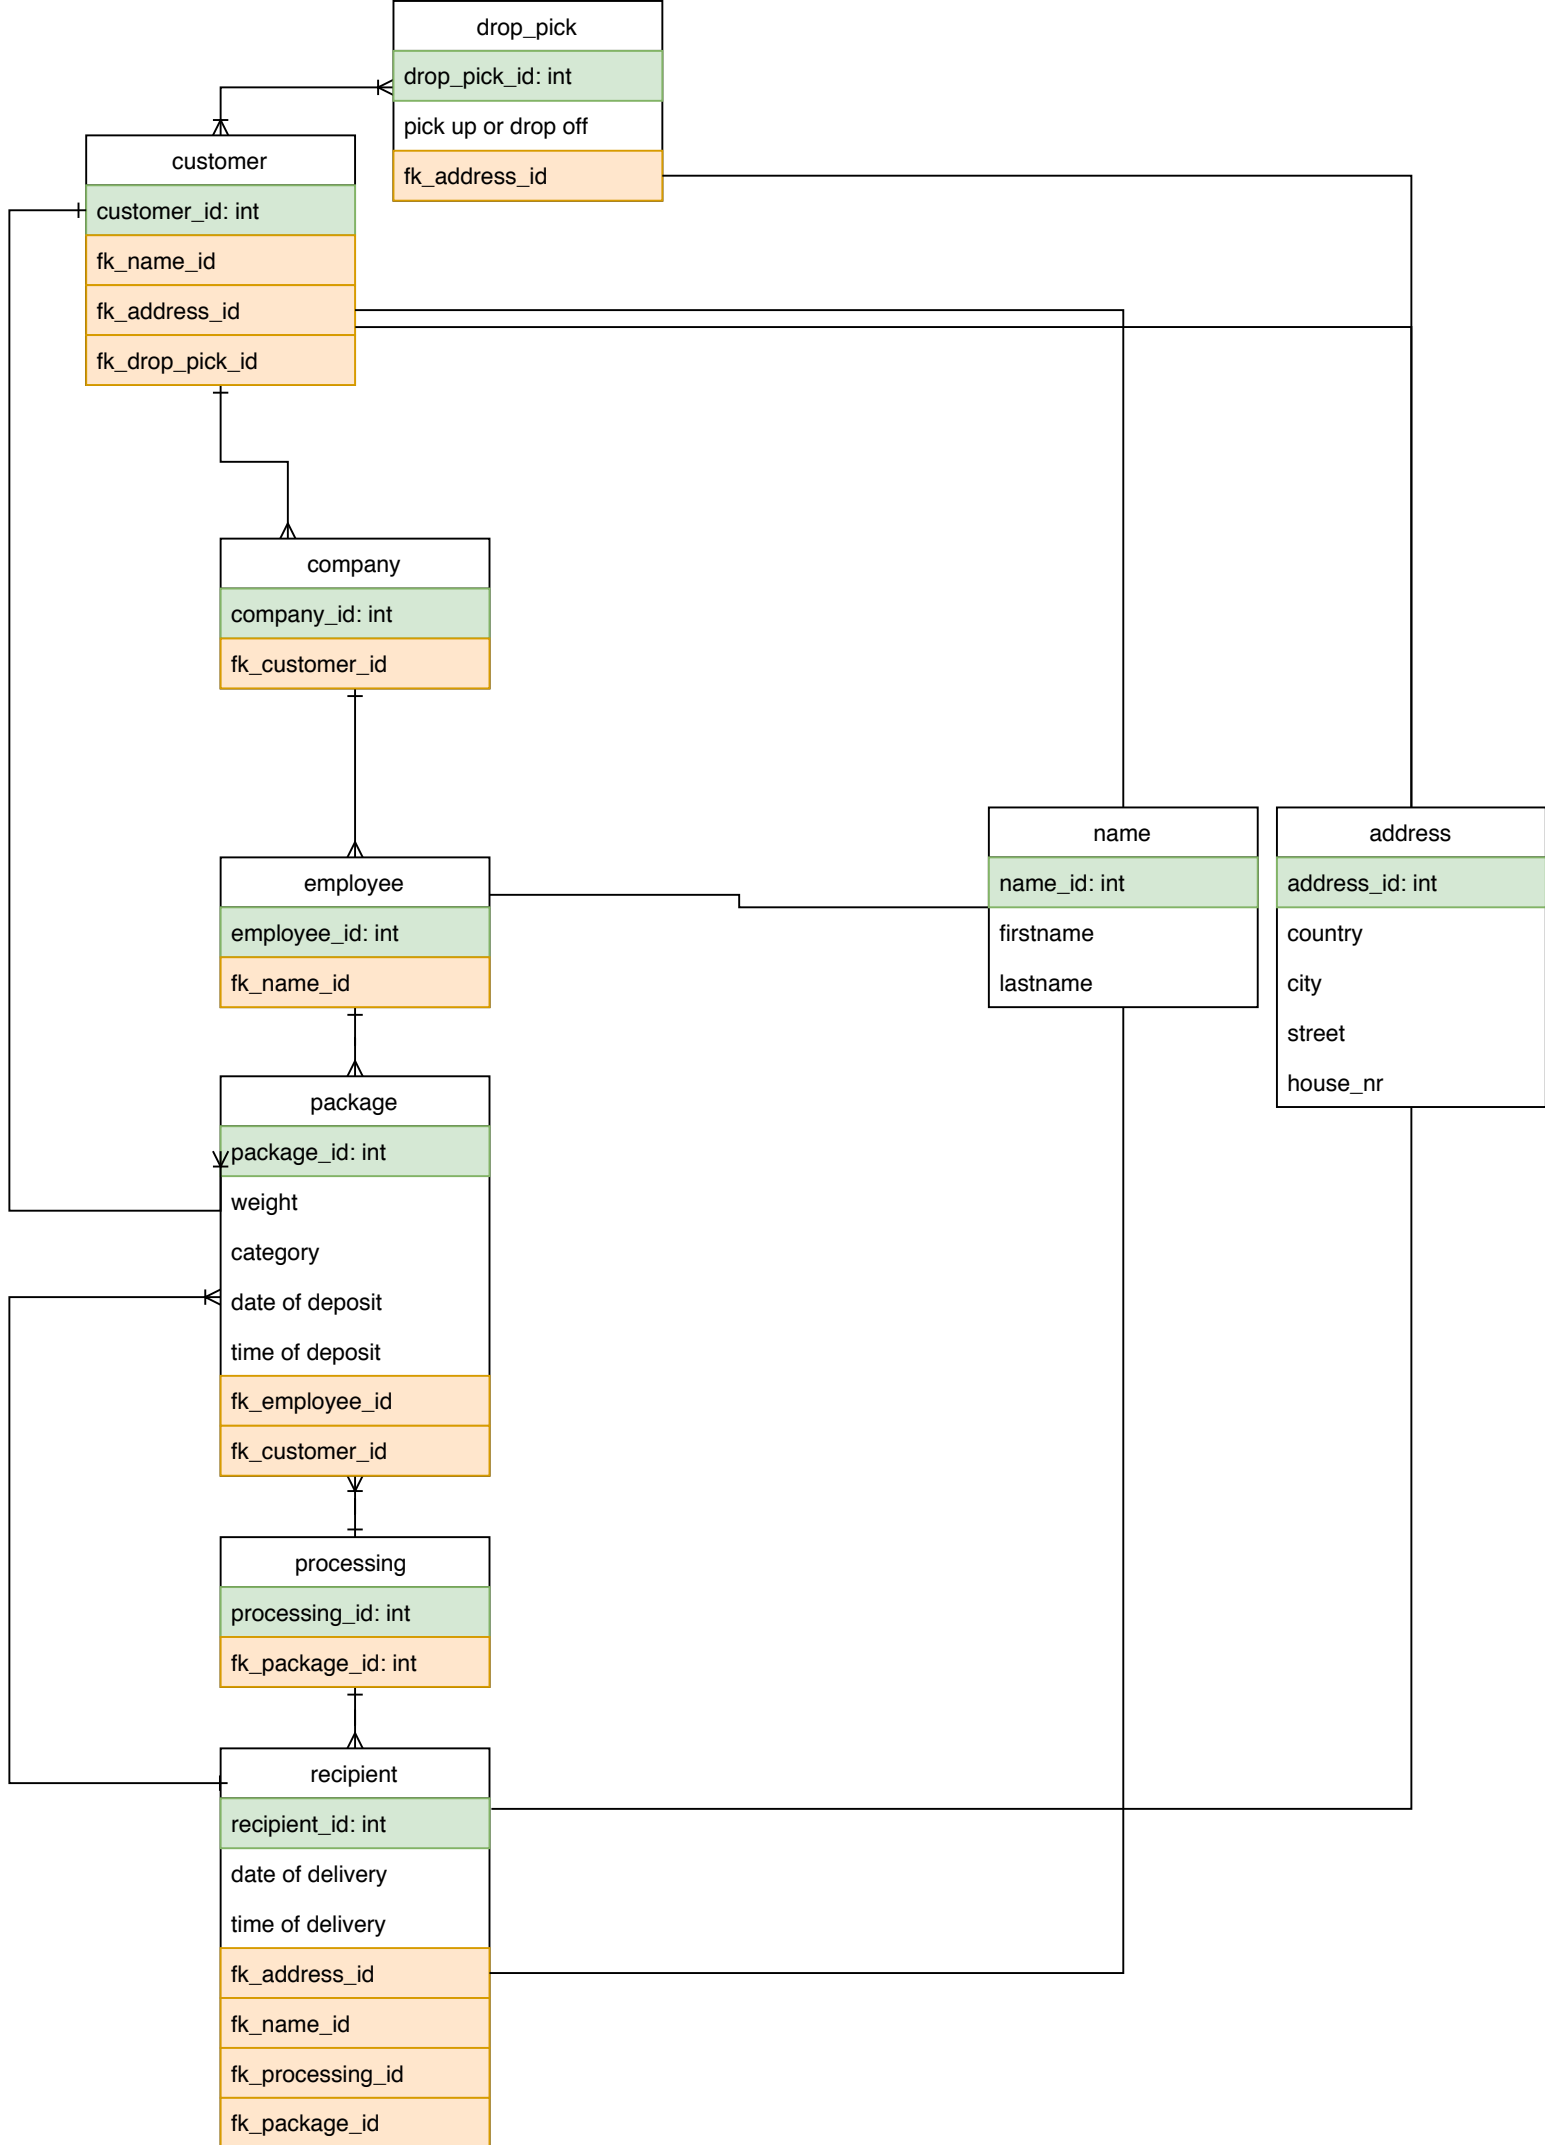 drop_pick
drop_pick_id: int
pick up or drop off
fk_address_id
customer
customer_id: int
fk_name_id
fk_address_id
fk_drop_pick_id
company
company_id: int
fk_customer_id
employee
employee_id: int
fk_name_id
name
name_id: int
firstname
lastname
address
address_id: int
country
city
street
house_nr
package
package_id: int
weight
category
date of deposit
time of deposit
fk_employee_id
fk_customer_id
processing
processing_id: int
fk_package_id: int
recipient
recipient_id: int
date of delivery
time of delivery
fk_address_id
fk_name_id
fk_processing_id
fk_package_id